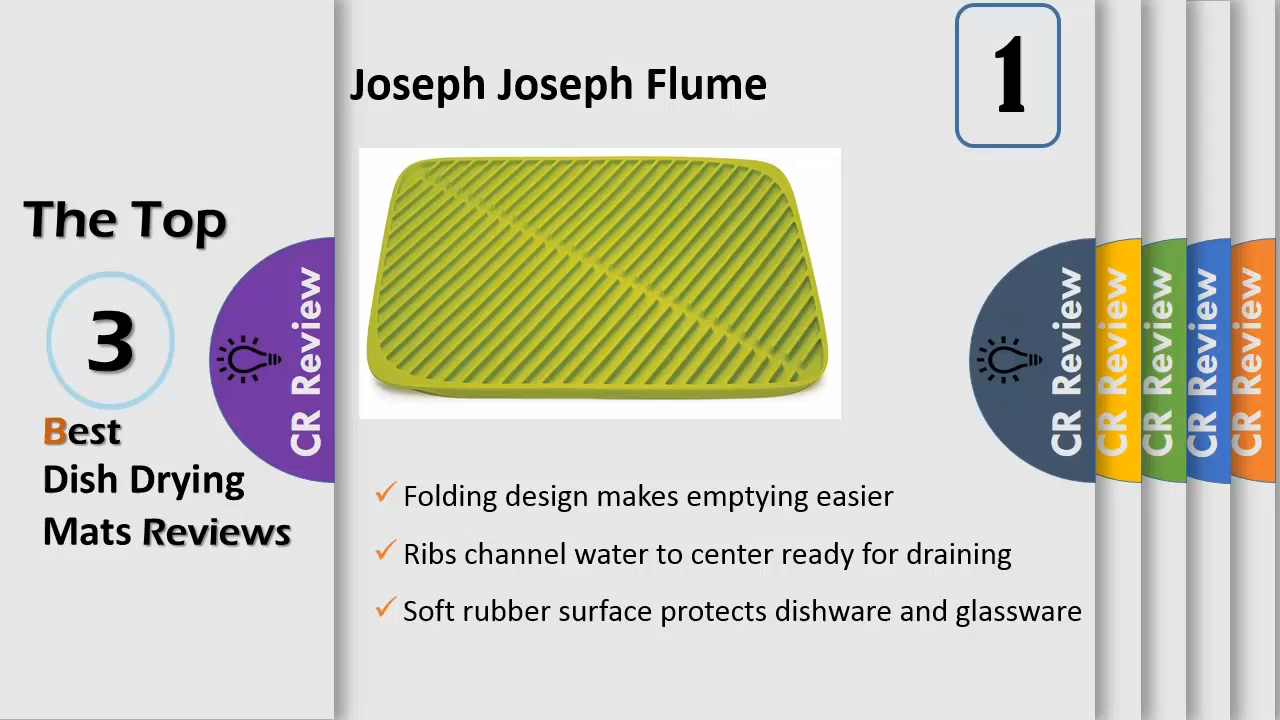 The Top
3
Best
Dish Drying
Mats Reviews
CR Review
Joseph Joseph Flume
1
Folding design makes emptying easier
Ribs channel water to center ready for draining
Soft rubber surface protects dishware and glassware
CR Review
CR Review
CR Review
CR Review
CR Review